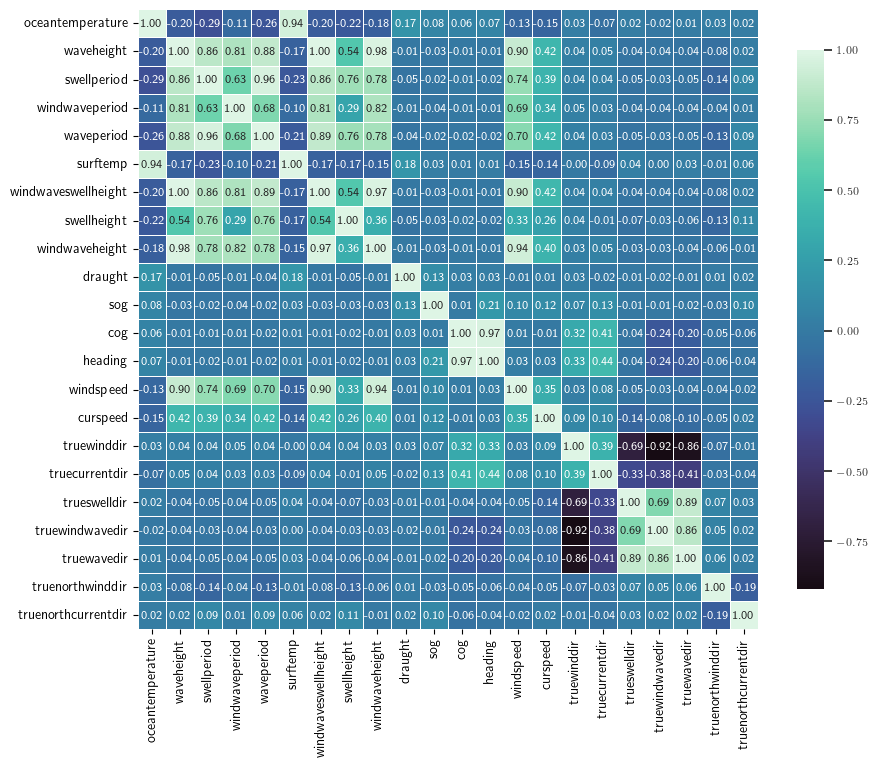 oceantemperature 1.00 −0.20 −0.29 −0.11 −0.26 0.94 −0.20 −0.22 −0.18 0.17 0.08 0.06 0.07 −0.13 −0.15 0.03 −0.07 0.02 −0.02 0.01 0.03 0.02
waveheight −0.20 1.00 0.86 0.81 0.88 −0.17 1.00 0.54 0.98 −0.01 −0.03 −0.01 −0.01 0.90 0.42 0.04 0.05 −0.04 −0.04 −0.04 −0.08 0.02
swellperiod −0.29 0.86 1.00 0.63 0.96 −0.23 0.86 0.76 0.78 −0.05 −0.02 −0.01 −0.02 0.74 0.39 0.04 0.04 −0.05 −0.03 −0.05 −0.14 0.09
windwaveperiod −0.11 0.81 0.63 1.00 0.68 −0.10 0.81 0.29 0.82 −0.01 −0.04 −0.01 −0.01 0.69 0.34 0.05 0.03 −0.04 −0.04 −0.04 −0.04 0.01
waveperiod −0.26 0.88 0.96 0.68 1.00 −0.21 0.89 0.76 0.78 −0.04 −0.02 −0.02 −0.02 0.70 0.42 0.04 0.03 −0.05 −0.03 −0.05 −0.13 0.09
surftemp 0.94 −0.17 −0.23 −0.10 −0.21 1.00 −0.17 −0.17 −0.15 0.18 0.03 0.01 0.01 −0.15 −0.14 −0.00 −0.09 0.04 0.00 0.03 −0.01 0.06
windwaveswellheight −0.20 1.00 0.86 0.81 0.89 −0.17 1.00 0.54 0.97 −0.01 −0.03 −0.01 −0.01 0.90 0.42 0.04 0.04 −0.04 −0.04 −0.04 −0.08 0.02
swellheight −0.22 0.54 0.76 0.29 0.76 −0.17 0.54 1.00 0.36 −0.05 −0.03 −0.02 −0.02 0.33 0.26 0.04 −0.01 −0.07 −0.03 −0.06 −0.13 0.11
windwaveheight −0.18 0.98 0.78 0.82 0.78 −0.15 0.97 0.36 1.00 −0.01 −0.03 −0.01 −0.01 0.94 0.40 0.03 0.05 −0.03 −0.03 −0.04 −0.06 −0.01
draught 0.17 −0.01 −0.05 −0.01 −0.04 0.18 −0.01 −0.05 −0.01 1.00 0.13 0.03 0.03 −0.01 0.01 0.03 −0.02 −0.01 −0.02 −0.01 0.01 0.02
sog 0.08 −0.03 −0.02 −0.04 −0.02 0.03 −0.03 −0.03 −0.03 0.13 1.00 0.01 0.21 0.10 0.12 0.07 0.13 −0.01 −0.01 −0.02 −0.03 0.10
cog 0.06 −0.01 −0.01 −0.01 −0.02 0.01 −0.01 −0.02 −0.01 0.03 0.01 1.00 0.97 0.01 −0.01 0.32 0.41 −0.04 −0.24 −0.20 −0.05 −0.06
heading 0.07 −0.01 −0.02 −0.01 −0.02 0.01 −0.01 −0.02 −0.01 0.03 0.21 0.97 1.00 0.03 0.03 0.33 0.44 −0.04 −0.24 −0.20 −0.06 −0.04
windspeed −0.13 0.90 0.74 0.69 0.70 −0.15 0.90 0.33 0.94 −0.01 0.10 0.01 0.03 1.00 0.35 0.03 0.08 −0.05 −0.03 −0.04 −0.04 −0.02
curspeed −0.15 0.42 0.39 0.34 0.42 −0.14 0.42 0.26 0.40 0.01 0.12 −0.01 0.03 0.35 1.00 0.09 0.10 −0.14 −0.08 −0.10 −0.05 0.02
truewinddir 0.03 0.04 0.04 0.05 0.04 −0.00 0.04 0.04 0.03 0.03 0.07 0.32 0.33 0.03 0.09 1.00 0.39 −0.69 −0.92 −0.86 −0.07 −0.01
truecurrentdir −0.07 0.05 0.04 0.03 0.03 −0.09 0.04 −0.01 0.05 −0.02 0.13 0.41 0.44 0.08 0.10 0.39 1.00 −0.33 −0.38 −0.41 −0.03 −0.04
trueswelldir 0.02 −0.04 −0.05 −0.04 −0.05 0.04 −0.04 −0.07 −0.03 −0.01 −0.01 −0.04 −0.04 −0.05 −0.14 −0.69 −0.33 1.00 0.69 0.89 0.07 0.03
truewindwavedir −0.02 −0.04 −0.03 −0.04 −0.03 0.00 −0.04 −0.03 −0.03 −0.02 −0.01 −0.24 −0.24 −0.03 −0.08 −0.92 −0.38 0.69 1.00 0.86 0.05 0.02
truewavedir 0.01 −0.04 −0.05 −0.04 −0.05 0.03 −0.04 −0.06 −0.04 −0.01 −0.02 −0.20 −0.20 −0.04 −0.10 −0.86 −0.41 0.89 0.86 1.00 0.06 0.02
truenorthwinddir 0.03 −0.08 −0.14 −0.04 −0.13 −0.01 −0.08 −0.13 −0.06 0.01 −0.03 −0.05 −0.06 −0.04 −0.05 −0.07 −0.03 0.07 0.05 0.06 1.00 −0.19
truenorthcurrentdir 0.02 0.02 0.09 0.01 0.09 0.06 0.02 0.11 −0.01 0.02 0.10 −0.06 −0.04 −0.02 0.02 −0.01 −0.04 0.03 0.02 0.02 −0.19 1.00
oceantemperature
waveheight
swellperiod
windwaveperiod
waveperiod
surftemp
windwaveswellheight
swellheight
windwaveheight
draught
sog
cog
heading
windspeed
curspeed
truewinddir
truecurrentdir
trueswelldir
truewindwavedir
truewavedir
truenorthwinddir
truenorthcurrentdir
1.00
0.75
0.50
0.25
0.00
−0.25
−0.50
−0.75